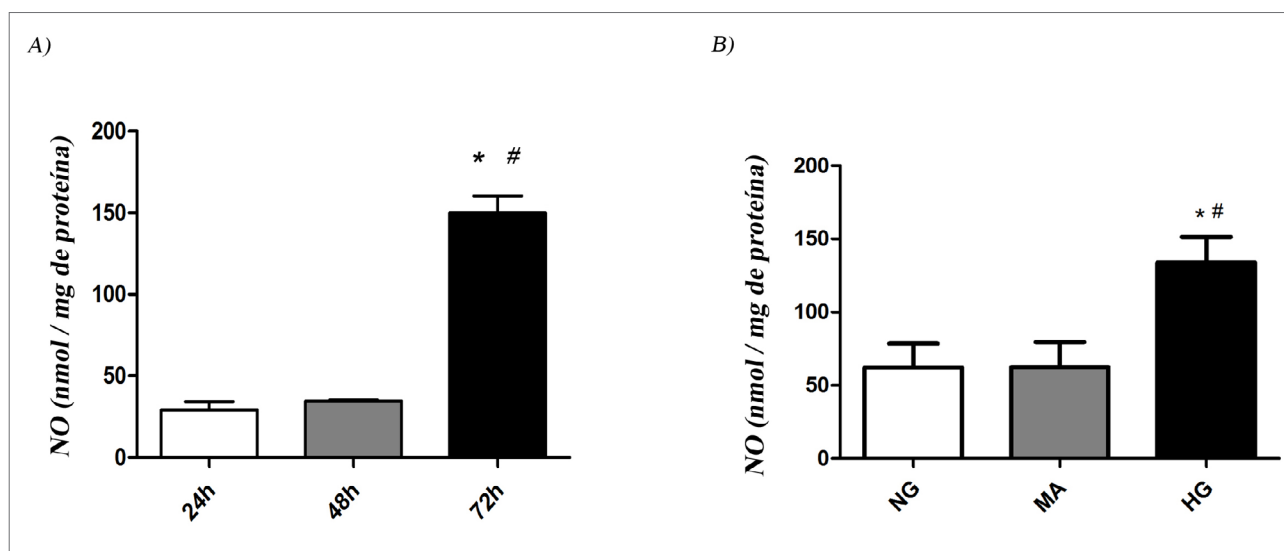 A)
NO (nmol / mg de proteína)
200
150
100
50
0
* #
24h
48h
72h
B)
NO (nmol / mg de proteína)
200
150
100
50
0
* #
NG
MA
HG